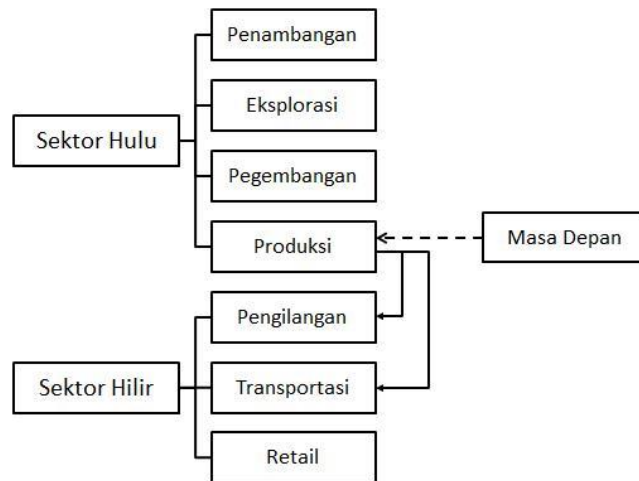 Penambangan
Eksplorasi
Sektor Hulu
Pegembangan
Produksi
Masa Depan
Pengilangan
Sektor Hilir
Transportasi
Retail